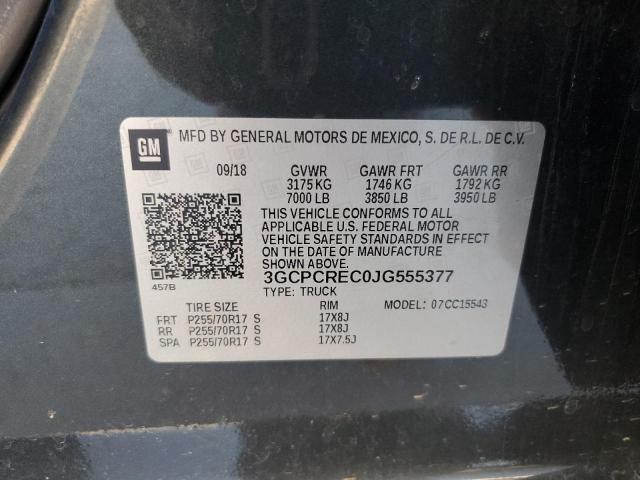 GM
MFD BY GENERAL MOTORS DE MEXICO, S. DE R.L. DE C.V.
09/18 GVWR GAWR FRT GAWR RR
3175 KG 1746 KG 1792 KG
7000 LB 3850 LB 3950 LB
THIS VEHICLE CONFORMS TO ALL
APPLICABLE U.S. FEDERAL MOTOR
VEHICLE SAFETY STANDARDS IN EFFECT
ON THE DATE OF MANUFACTURE
SHOWN ABOVE.
457B
3GCPCREC0JG555377
TYPE: TRUCK
TIRE SIZE RIM MODEL: 07CC15543
FRT P255/70R17 S 17X8J
RR P255/70R17 S 17X8J
SPA P255/70R17 S 17X7.5J